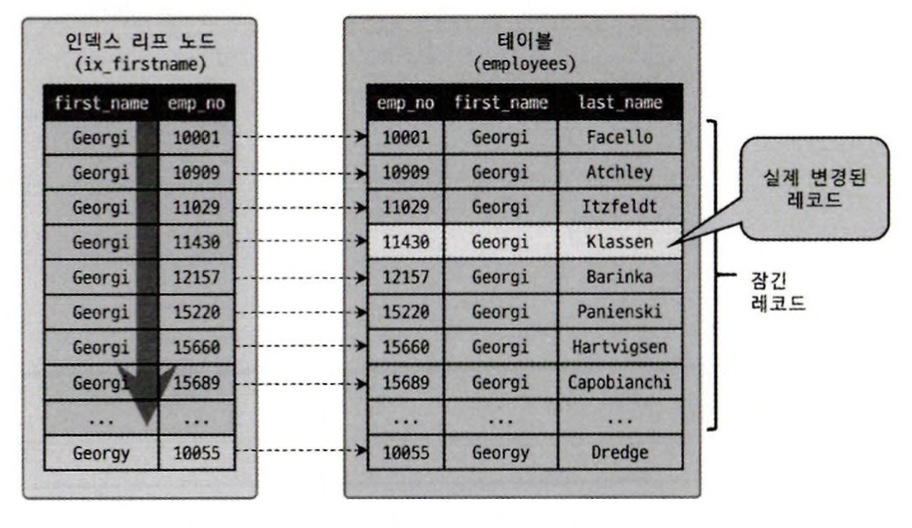 인덱스 리프 노드
(ix_firstname)
first_name emp_no
Georgi 10001
Georgi 10909
Georgi 11029
Georgi 11430
Georgi 12157
Georgi 15220
Georgi 15660
Georgi 15689
... ...
Georgy 10055
테이블
(employees)
emp_no first_name last_name
10001 Georgi Facello
10909 Georgi Atchley
11029 Georgi Itzfeldt
11430 Georgi Klassen
12157 Georgi Barinka
15220 Georgi Panienski
15660 Georgi Hartvigsen
15689 Georgi Capobianchi
... ... ...
10055 Georgy Dredge
실제 변경된
레코드
잠긴
레코드